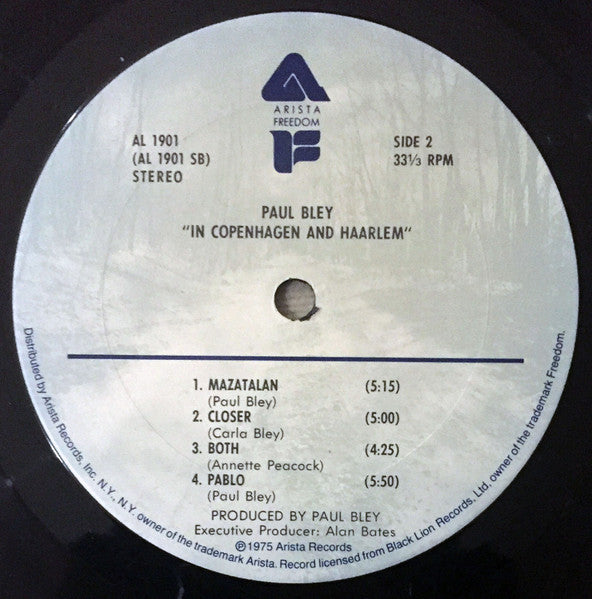 ARISTA
FREEDOM
F
AL 1901
(AL 1901 SB)
STEREO
SIDE 2
33⅓ RPM
PAUL BLEY
"IN COPENHAGEN AND HAARLEM"
1. MAZATALAN (5:15)
(Paul Bley)
2. CLOSER (5:00)
(Carla Bley)
3. BOTH (4:25)
(Annette Peacock)
4. PABLO (5:50)
(Paul Bley)
PRODUCED BY PAUL BLEY
Executive Producer: Alan Bates
℗1975 Arista Records
Distributed by Arista Records, Inc. N.Y., N.Y. owner of the trademark Arista. Record licensed from Black Lion Records, Ltd. owner of the trademark Freedom.